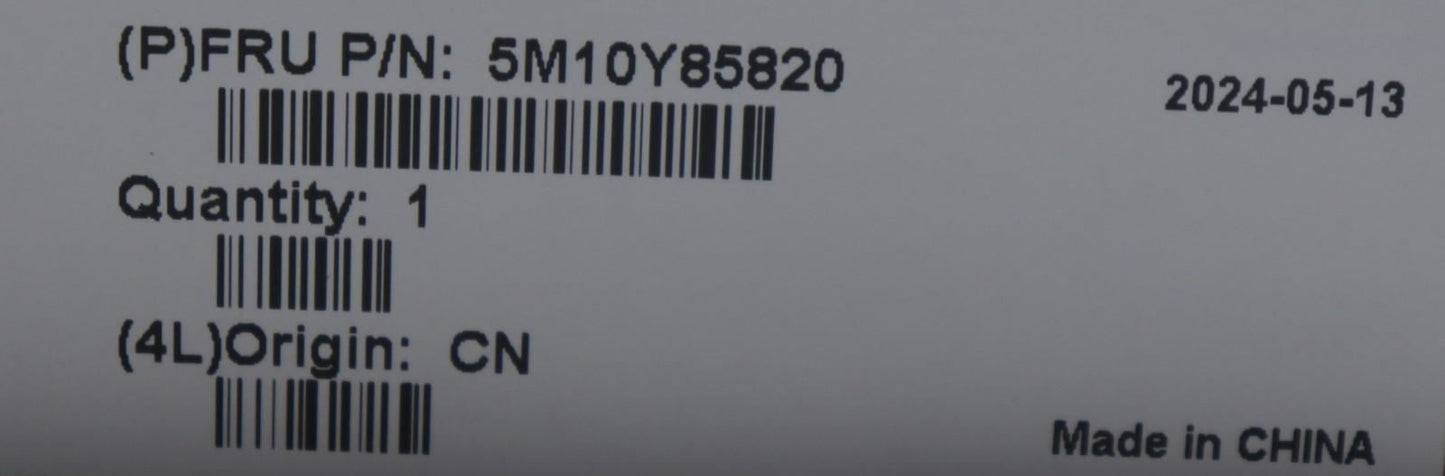 (P)FRU P/N: 5M10Y85820
2024-05-13
Quantity: 1
(4L)Origin: CN
Made in CHINA